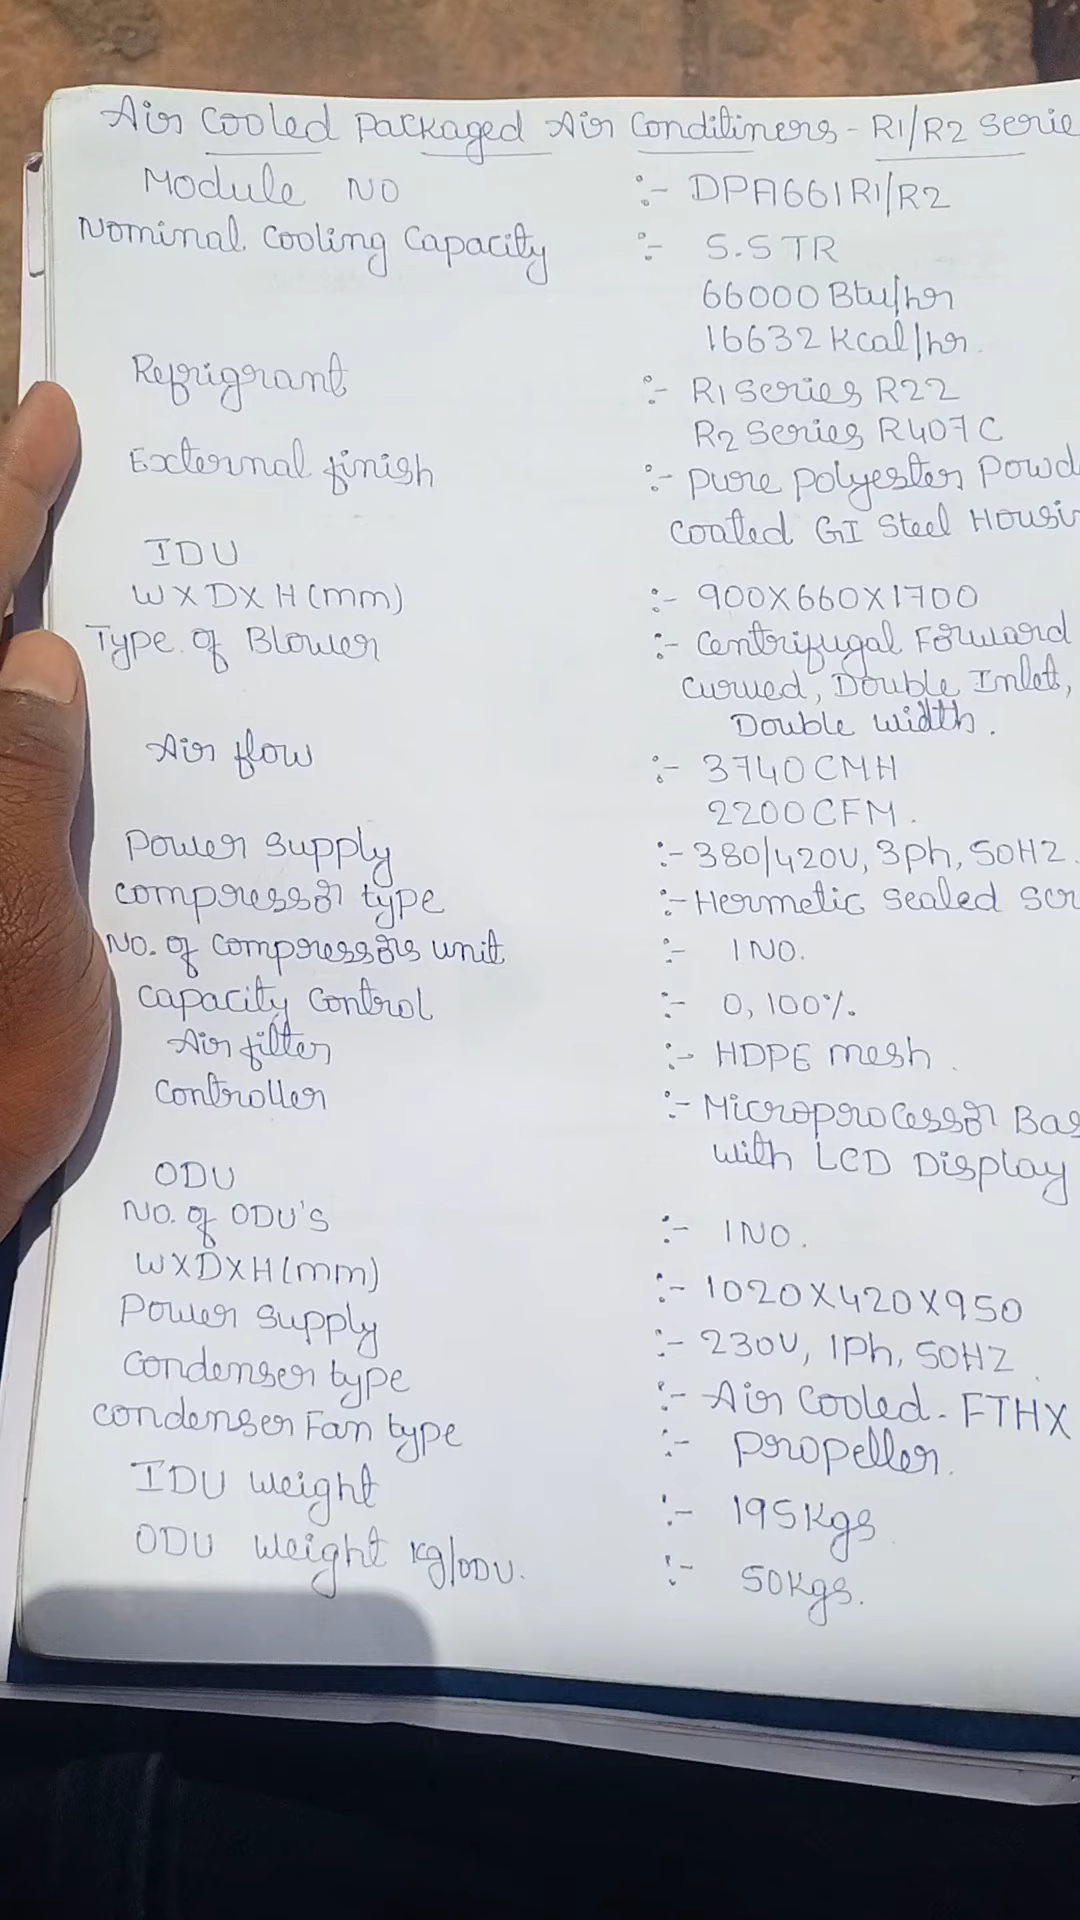 Air Cooled Packaged Air Conditiners - R1/R2 Serie
Module NO :- DPA661R1/R2
Nominal Cooling Capacity :- 5.5 TR
66000 Btu/hr
16632 Kcal/hr.
Refrigrant :- R1 Series R22
R2 Series R407C
External finish :- Pure Polyester Powd
Coated GI Steel Housi
IDU
WXDXH(mm) :- 900X660X1700
Type of Blower :- Centrifugal Forward
Curved, Double Inlet,
Double width.
Air flow :- 3740 CMH
2200 CFM.
Power supply :- 380/420V, 3Ph, 50HZ.
compressor type :- Hermetic sealed scr
No. of compressors unit :- 1 NO.
Capacity Control :- 0, 100%.
Air filter :- HDPE mesh.
Controller :- Microprocessor Bas
with LCD Display
ODU
NO. of ODU'S :- 1 NO.
WXDXH(mm) :- 1020X420X950
Power supply :- 230V, 1Ph, 50HZ.
Condenser type :- Air Cooled - FTHX
Condenser Fan type :- Propeller.
IDU weight :- 195Kgs
ODU weight kg/ODU. :- 50Kgs.